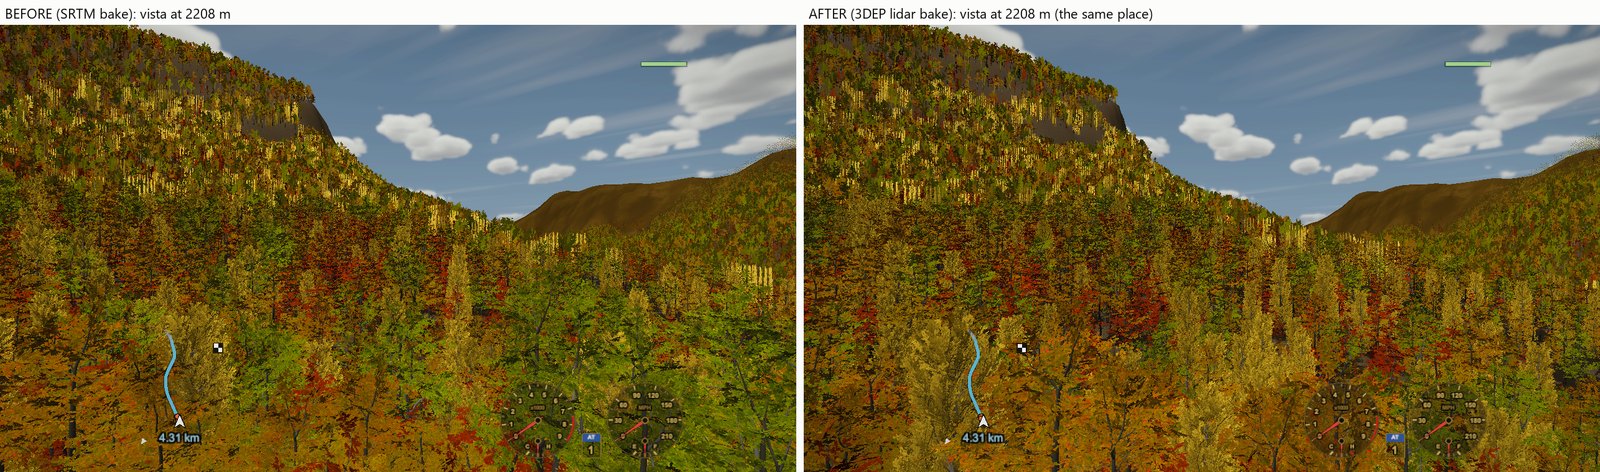 BEFORE (SRTM bake): vista at 2208 m
AFTER (3DEP lidar bake): vista at 2208 m (the same place)
4.31 km
AT
1
4.31 km
AT
1